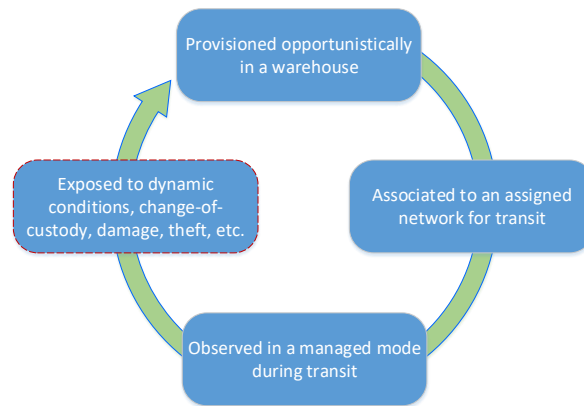 Provisioned opportunistically
in a warehouse
Associated to an assigned
network for transit
Observed in a managed mode
during transit
Exposed to dynamic
conditions, change-of-
custody, damage, theft, etc.